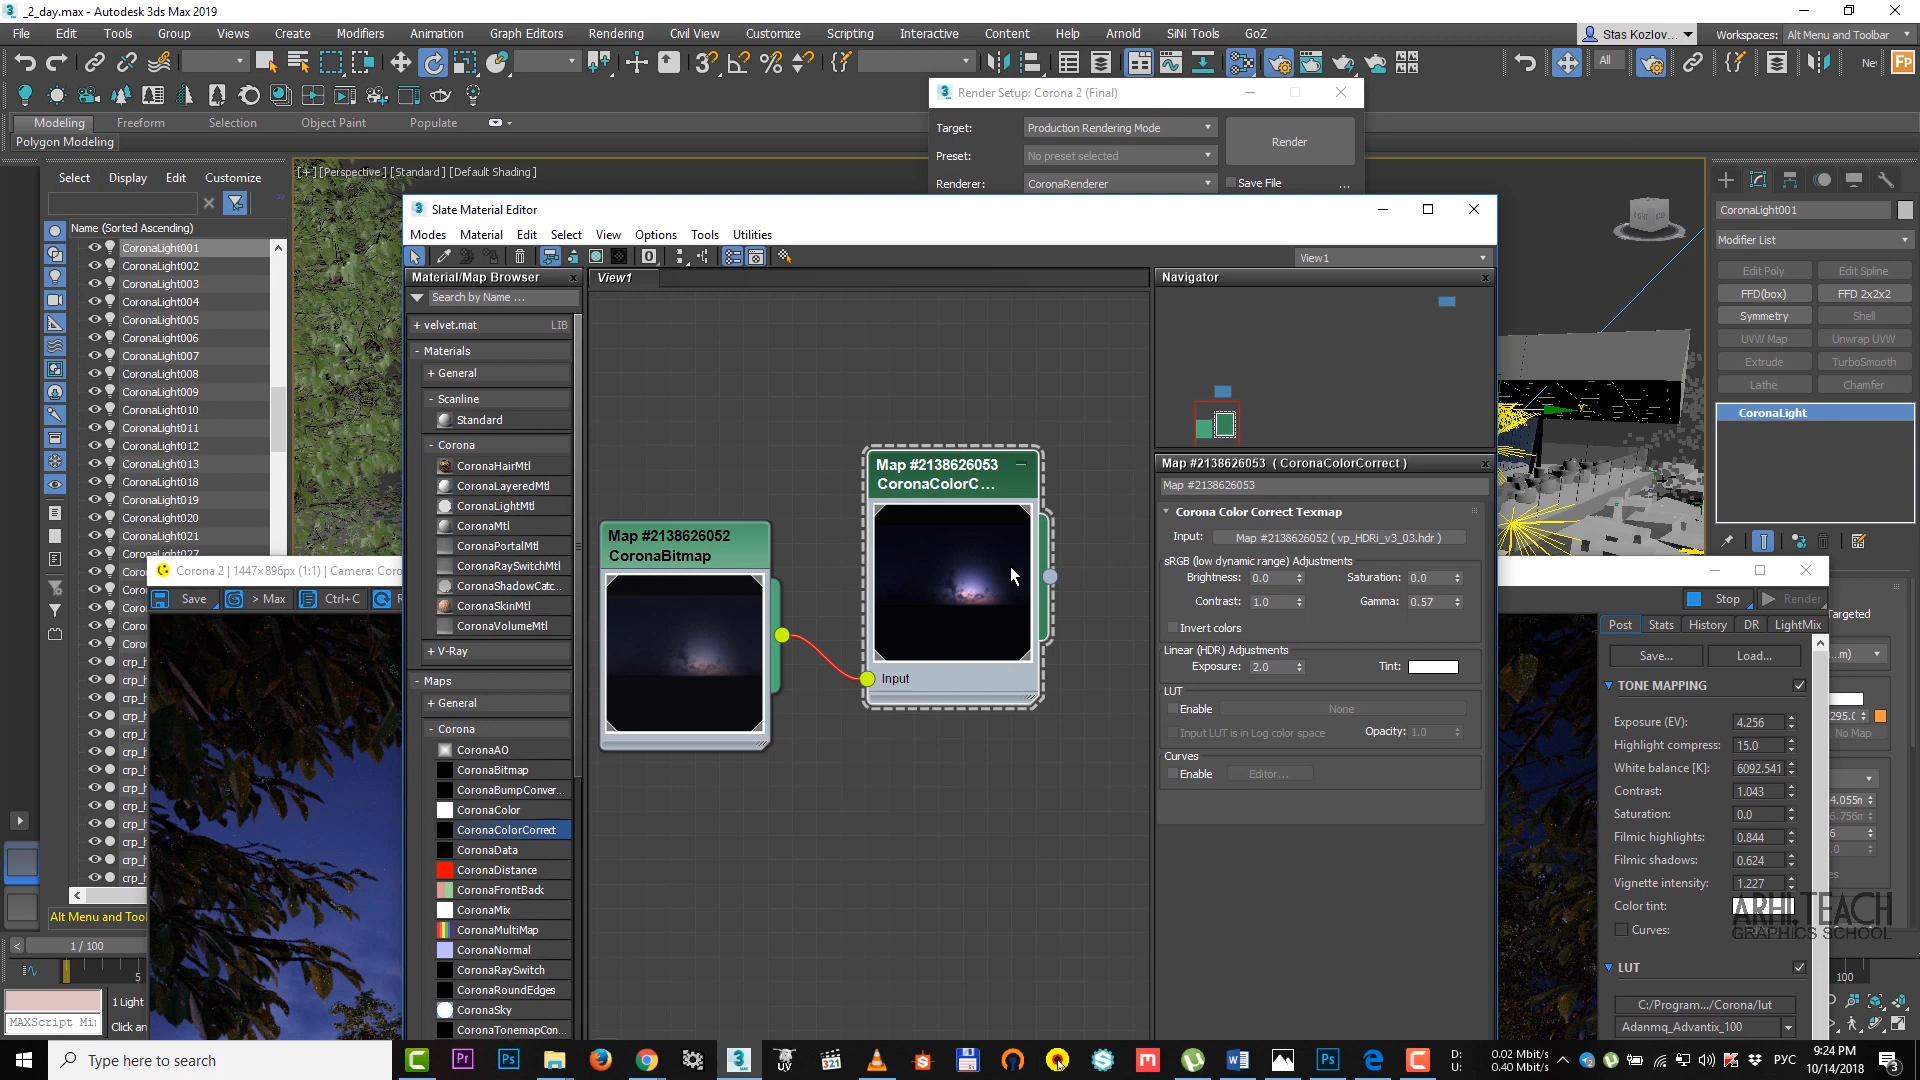 _2_day.max - Autodesk 3ds Max 2019
File Edit Tools Group Views Create Modifiers Animation Graph Editors Rendering Civil View Customize Scripting Interactive Content Help Arnold SiNi Tools GoZ
Stas Kozlov... Workspaces: Alt Menu and Toolbar
All
Modeling Freeform Selection Object Paint Populate
Polygon Modeling
Render Setup: Corona 2 (Final)
Target: Production Rendering Mode
Preset: No preset selected
Renderer: CoronaRenderer
Render
Save File ...
Select Display Edit Customize
Name (Sorted Ascending)
CoronaLight001
CoronaLight002
CoronaLight003
CoronaLight004
CoronaLight005
CoronaLight006
CoronaLight007
CoronaLight008
CoronaLight009
CoronaLight010
CoronaLight011
CoronaLight012
CoronaLight013
CoronaLight018
CoronaLight019
CoronaLight020
CoronaLight021
CoronaLight027
[+] [Perspective] [Standard] [Default Shading]
Slate Material Editor
Modes Material Edit Select View Options Tools Utilities
View1
Material/Map Browser
Search by Name ...
+ velvet.mat LIB
- Materials
+ General
- Scanline
Standard
- Corona
CoronaHairMtl
CoronaLayeredMtl
CoronaLightMtl
CoronaMtl
CoronaPortalMtl
CoronaRaySwitchMtl
CoronaShadowCatc...
CoronaSkinMtl
CoronaVolumeMtl
+ V-Ray
- Maps
+ General
- Corona
CoronaAO
CoronaBitmap
CoronaBumpConver...
CoronaColor
CoronaColorCorrect
CoronaData
CoronaDistance
CoronaFrontBack
CoronaMix
CoronaMultiMap
CoronaNormal
CoronaRaySwitch
CoronaRoundEdges
CoronaSky
CoronaTonemapCon...
View1
Map #2138626052
CoronaBitmap
Map #2138626053
CoronaColorC...
Input
Navigator
Map #2138626053 ( CoronaColorCorrect )
Map #2138626053
Corona Color Correct Texmap
Input: Map #2138626052 ( vp_HDRi_v3_03.hdr )
sRGB (low dynamic range) Adjustments
Brightness: 0.0 Saturation: 0.0
Contrast: 1.0 Gamma: 0.57
Invert colors
Linear (HDR) Adjustments
Exposure: 2.0 Tint:
LUT
Enable None
Input LUT is in Log color space Opacity: 1.0
Curves
Enable Editor...
CoronaLight001
Modifier List
Edit Poly Edit Spline
FFD(box) FFD 2x2x2
Symmetry Shell
UVW Map Unwrap UVW
Extrude TurboSmooth
Lathe Chamfer
CoronaLight
Targeted
No Map
Corona 2 | 1447×896px (1:1) | Camera: Coro
Save > Max Ctrl+C
Stop Render
Post Stats History DR LightMix
Save... Load...
TONE MAPPING
Exposure (EV): 4.256
Highlight compress: 15.0
White balance [K]: 6092.541
Contrast: 1.043
Saturation: 0.0
Filmic highlights: 0.844
Filmic shadows: 0.624
Vignette intensity: 1.227
Color tint:
Curves:
LUT
C:/Program.../Corona/lut
Adanmq_Advantix_100
ARHI.TEACH
GRAPHICS SCHOOL
Alt Menu and Tool
1 / 100
5
100
1 Light
MAXScript Mi
Click an
Type here to search
D: 0.02 Mbit/s
U: 0.40 Mbit/s
РУС
9:24 PM
10/14/2018
3